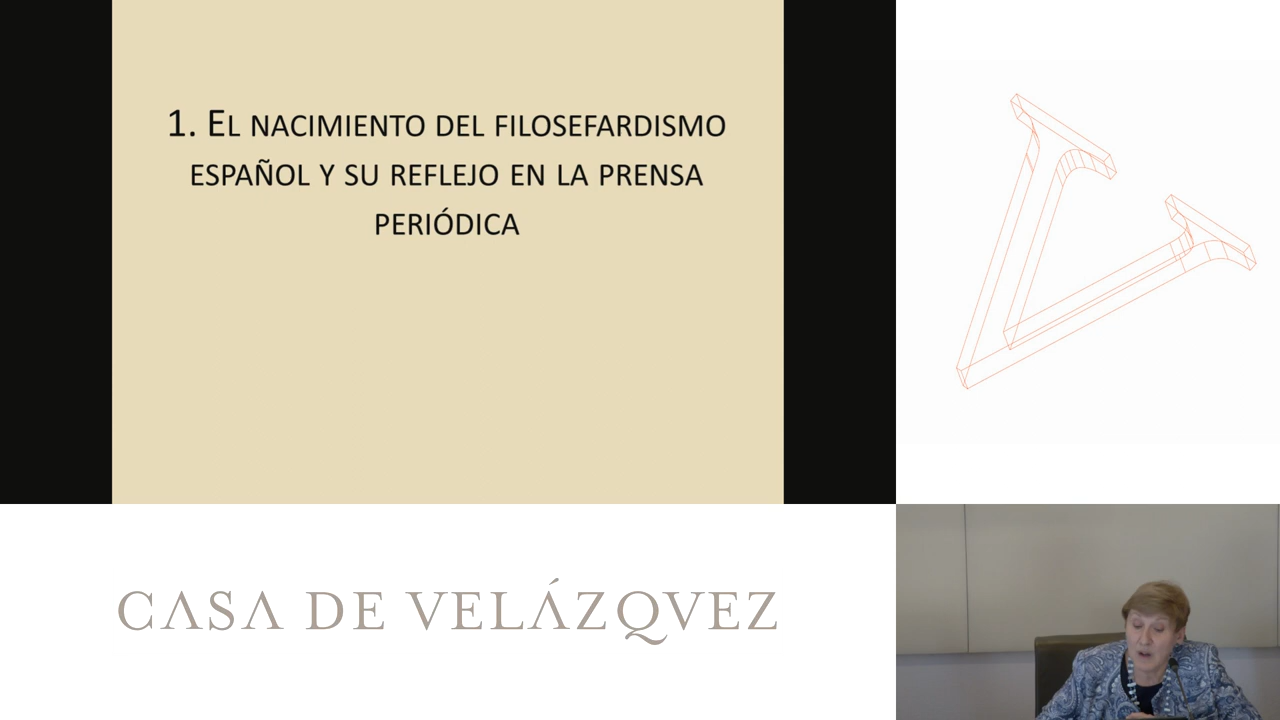 1. El nacimiento del filosefardismo
español y su reflejo en la prensa
periódica
CASA DE VELÁZQVEZ